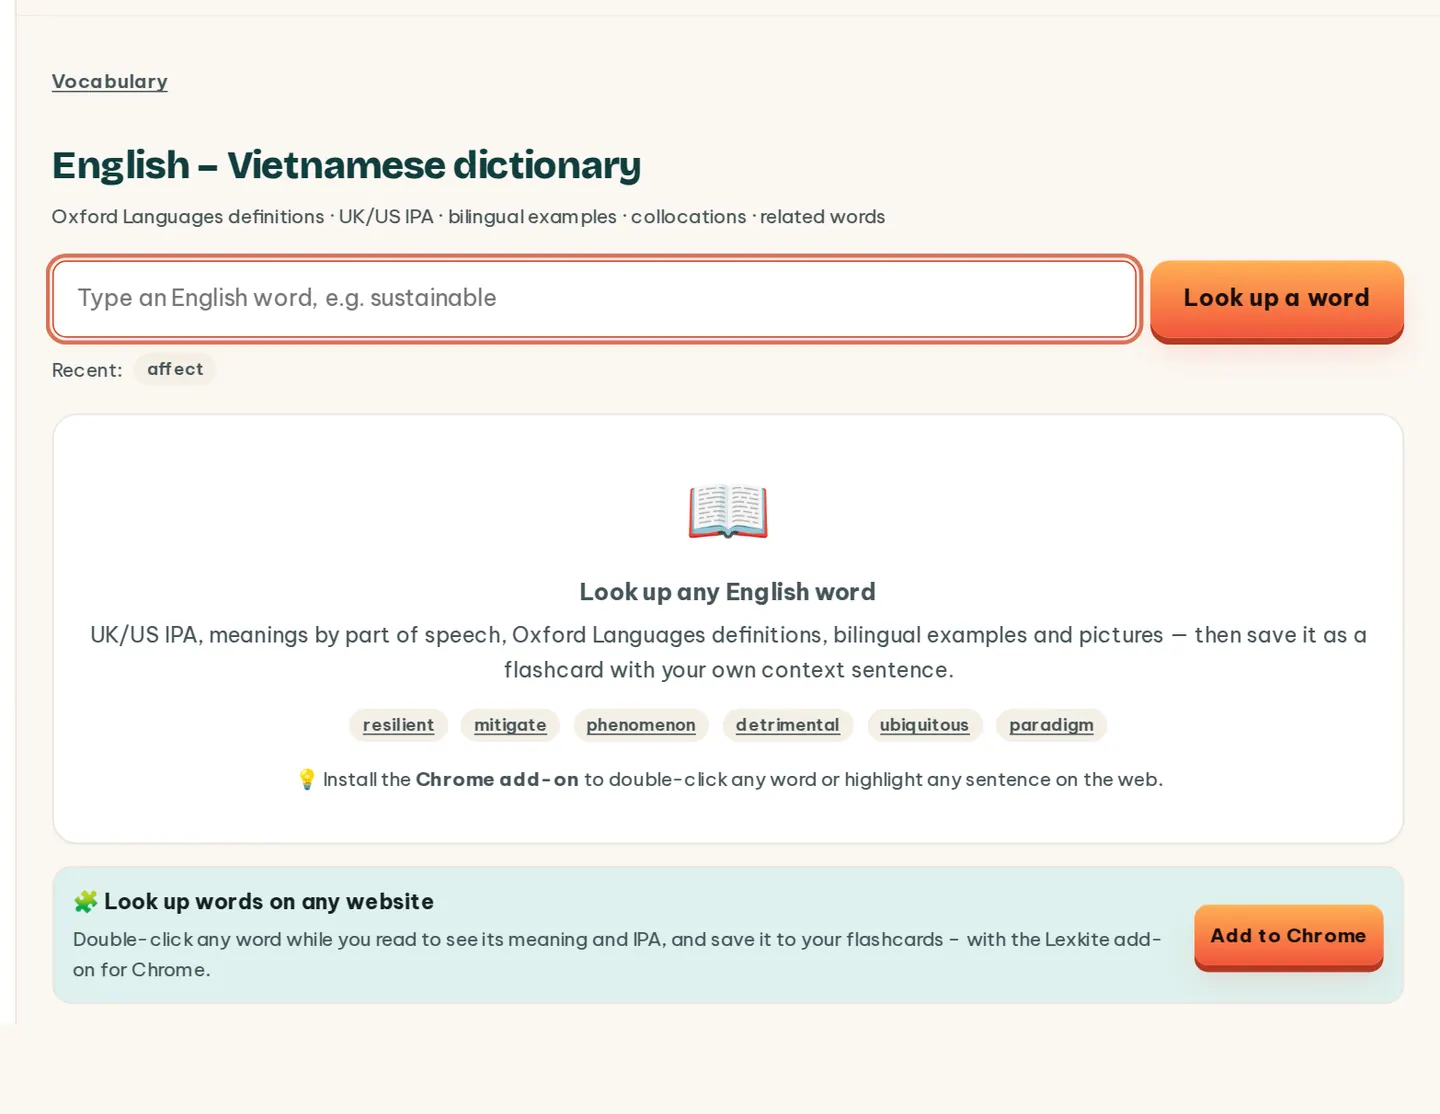 Vocabulary
English – Vietnamese dictionary
Oxford Languages definitions · UK/US IPA · bilingual examples · collocations · related words
Type an English word, e.g. sustainable
Look up a word
Recent: affect
Look up any English word
UK/US IPA, meanings by part of speech, Oxford Languages definitions, bilingual examples and pictures — then save it as a
flashcard with your own context sentence.
resilient mitigate phenomenon detrimental ubiquitous paradigm
💡 Install the Chrome add-on to double-click any word or highlight any sentence on the web.
🧩 Look up words on any website
Double-click any word while you read to see its meaning and IPA, and save it to your flashcards – with the Lexkite add-
on for Chrome.
Add to Chrome